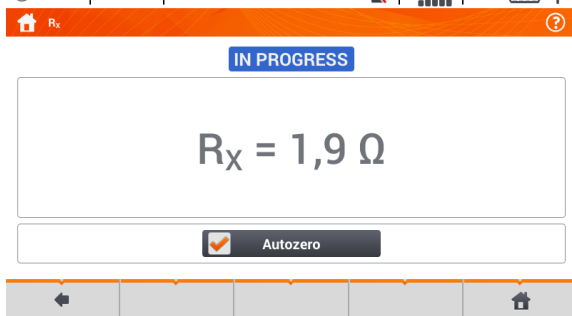 Rx
IN PROGRESS
RX = 1,9 Ω
Autozero